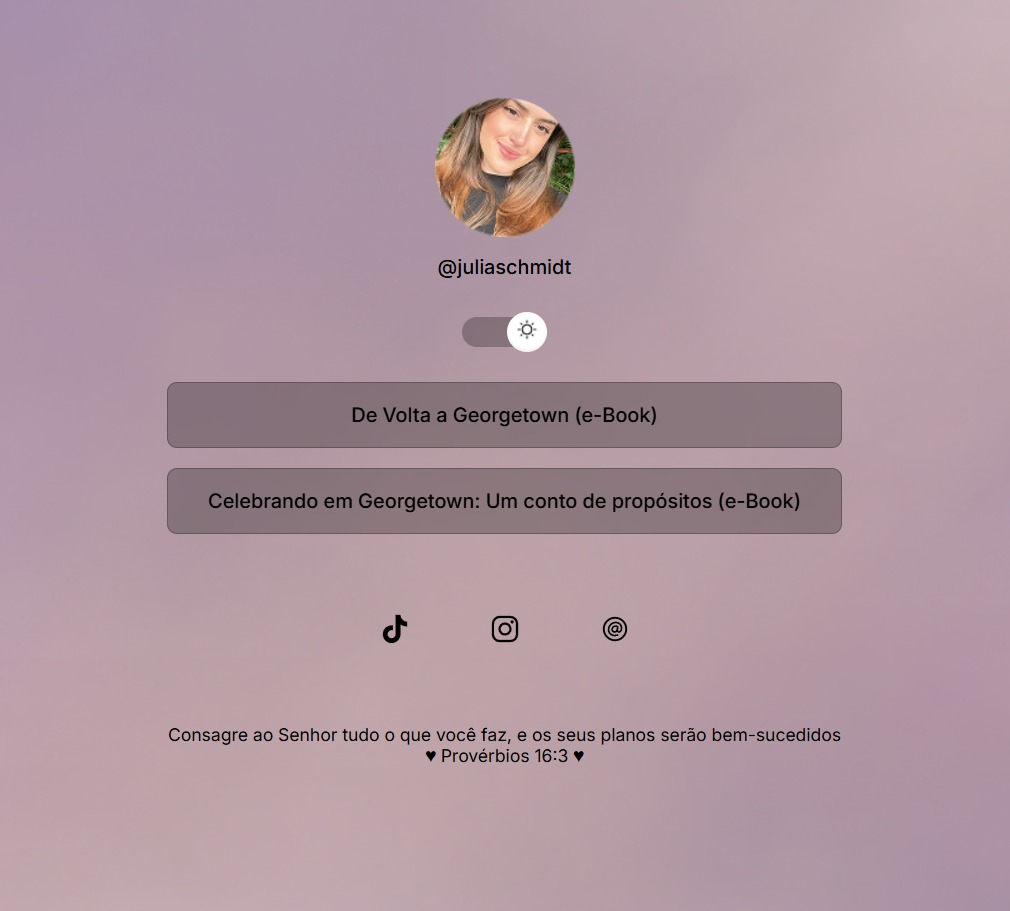 @juliaschmidt
De Volta a Georgetown (e-Book)
Celebrando em Georgetown: Um conto de propósitos (e-Book)
Consagre ao Senhor tudo o que você faz, e os seus planos serão bem-sucedidos
♥ Provérbios 16:3 ♥